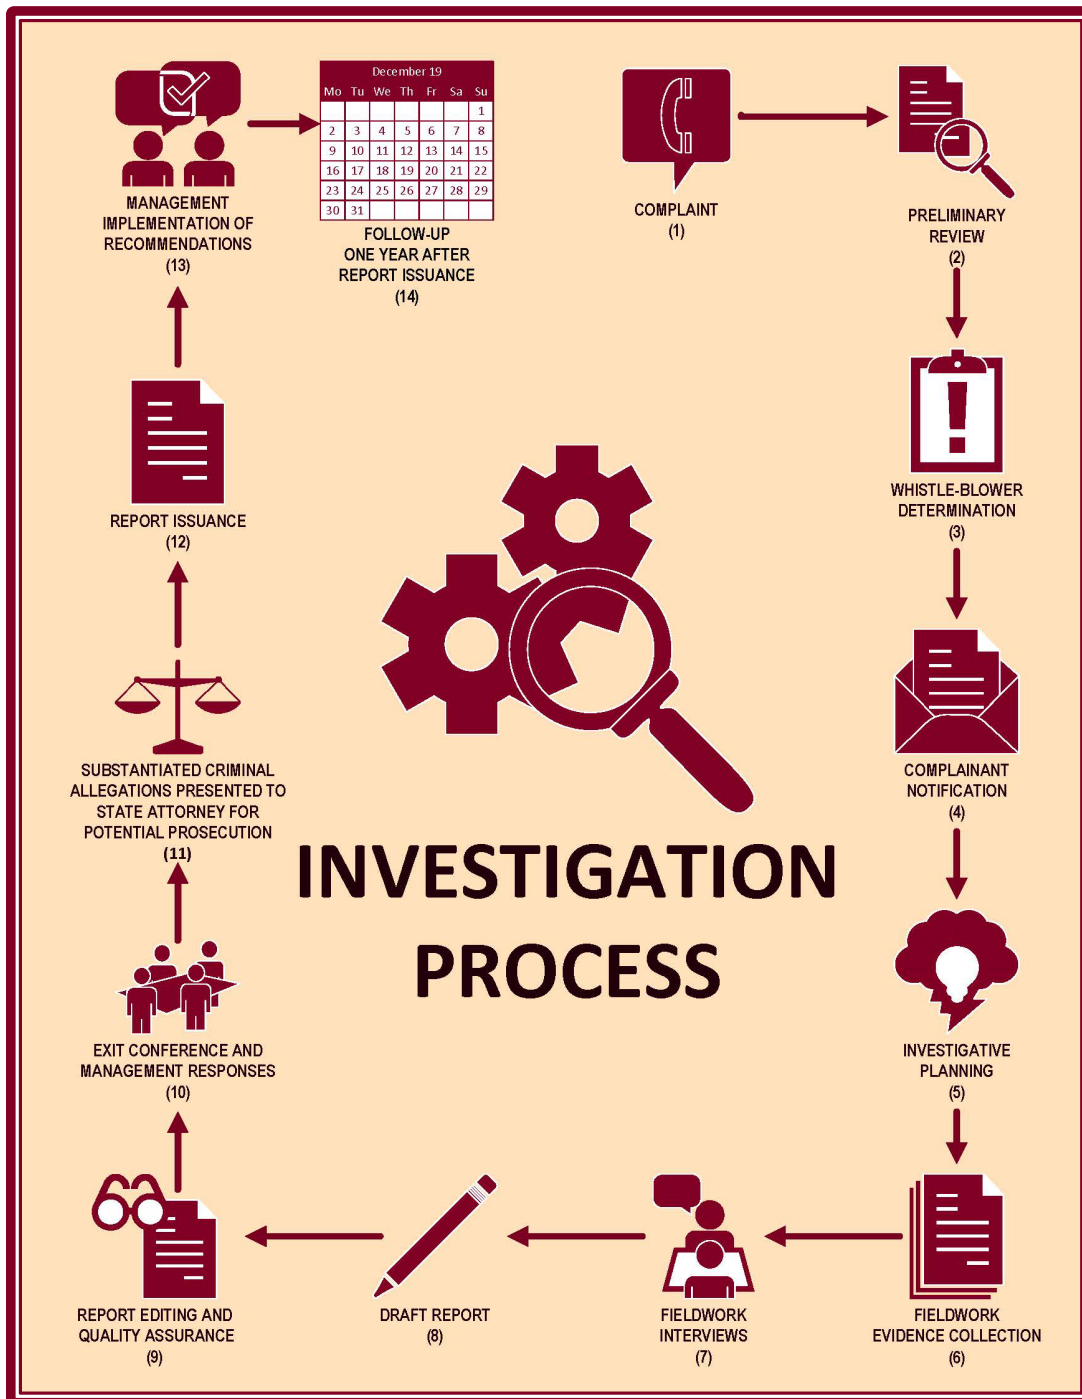 COMPLAINT
(1)
PRELIMINARY
REVIEW
(2)
WHISTLE-BLOWER
DETERMINATION
(3)
COMPLAINANT
NOTIFICATION
(4)
INVESTIGATIVE
PLANNING
(5)
FIELDWORK
EVIDENCE COLLECTION
(6)
FIELDWORK
INTERVIEWS
(7)
DRAFT REPORT
(8)
REPORT EDITING AND
QUALITY ASSURANCE
(9)
EXIT CONFERENCE AND
MANAGEMENT RESPONSES
(10)
SUBSTANTIATED CRIMINAL
ALLEGATIONS PRESENTED TO
STATE ATTORNEY FOR
POTENTIAL PROSECUTION
(11)
REPORT ISSUANCE
(12)
MANAGEMENT
IMPLEMENTATION OF
RECOMMENDATIONS
(13)
December 19
Mo Tu We Th Fr Sa Su
1
2 3 4 5 6 7 8
9 10 11 12 13 14 15
16 17 18 19 20 21 22
23 24 25 26 27 28 29
30 31
FOLLOW-UP
ONE YEAR AFTER
REPORT ISSUANCE
(14)
INVESTIGATION
PROCESS